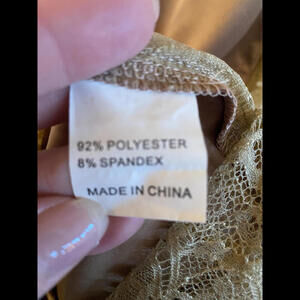 92% POLYESTER
8% SPANDEX
MADE IN CHINA